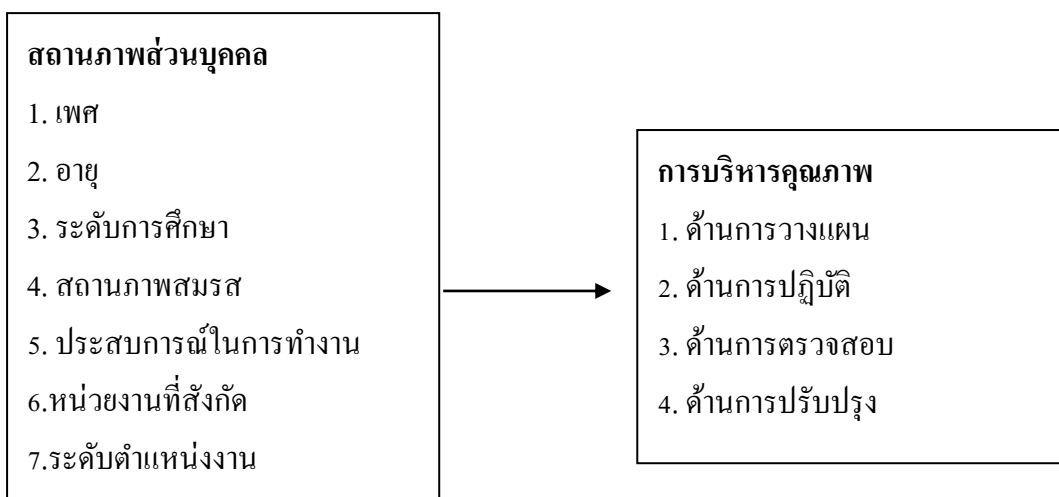 สถานภาพส่วนบุคคล
1. เพศ
2. อายุ
3. ระดับการศึกษา
4. สถานภาพสมรส
5. ประสบการณ์ในการทำงาน
6.หน่วยงานที่สังกัด
7.ระดับตำแหน่งงาน
การบริหารคุณภาพ
1. ด้านการวางแผน
2. ด้านการปฏิบัติ
3. ด้านการตรวจสอบ
4. ด้านการปรับปรุง